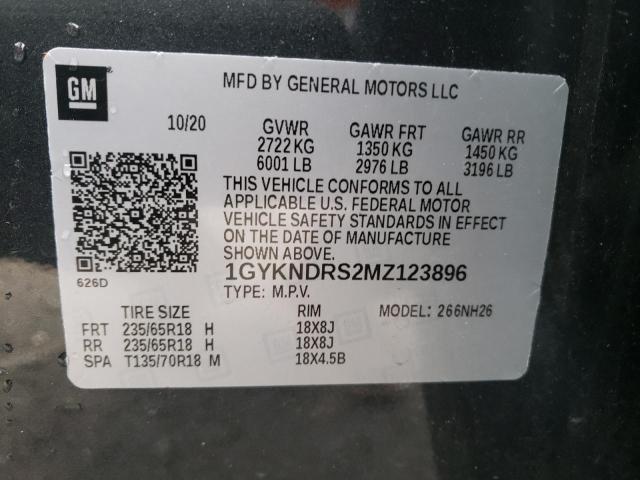 GM
MFD BY GENERAL MOTORS LLC
10/20 GVWR GAWR FRT GAWR RR
2722 KG 1350 KG 1450 KG
6001 LB 2976 LB 3196 LB
THIS VEHICLE CONFORMS TO ALL
APPLICABLE U.S. FEDERAL MOTOR
VEHICLE SAFETY STANDARDS IN EFFECT
ON THE DATE OF MANUFACTURE
SHOWN ABOVE.
626D
1GYKNDRS2MZ123896
TYPE: M.P.V.
TIRE SIZE RIM MODEL: 266NH26
FRT 235/65R18 H 18X8J
RR 235/65R18 H 18X8J
SPA T135/70R18 M 18X4.5B